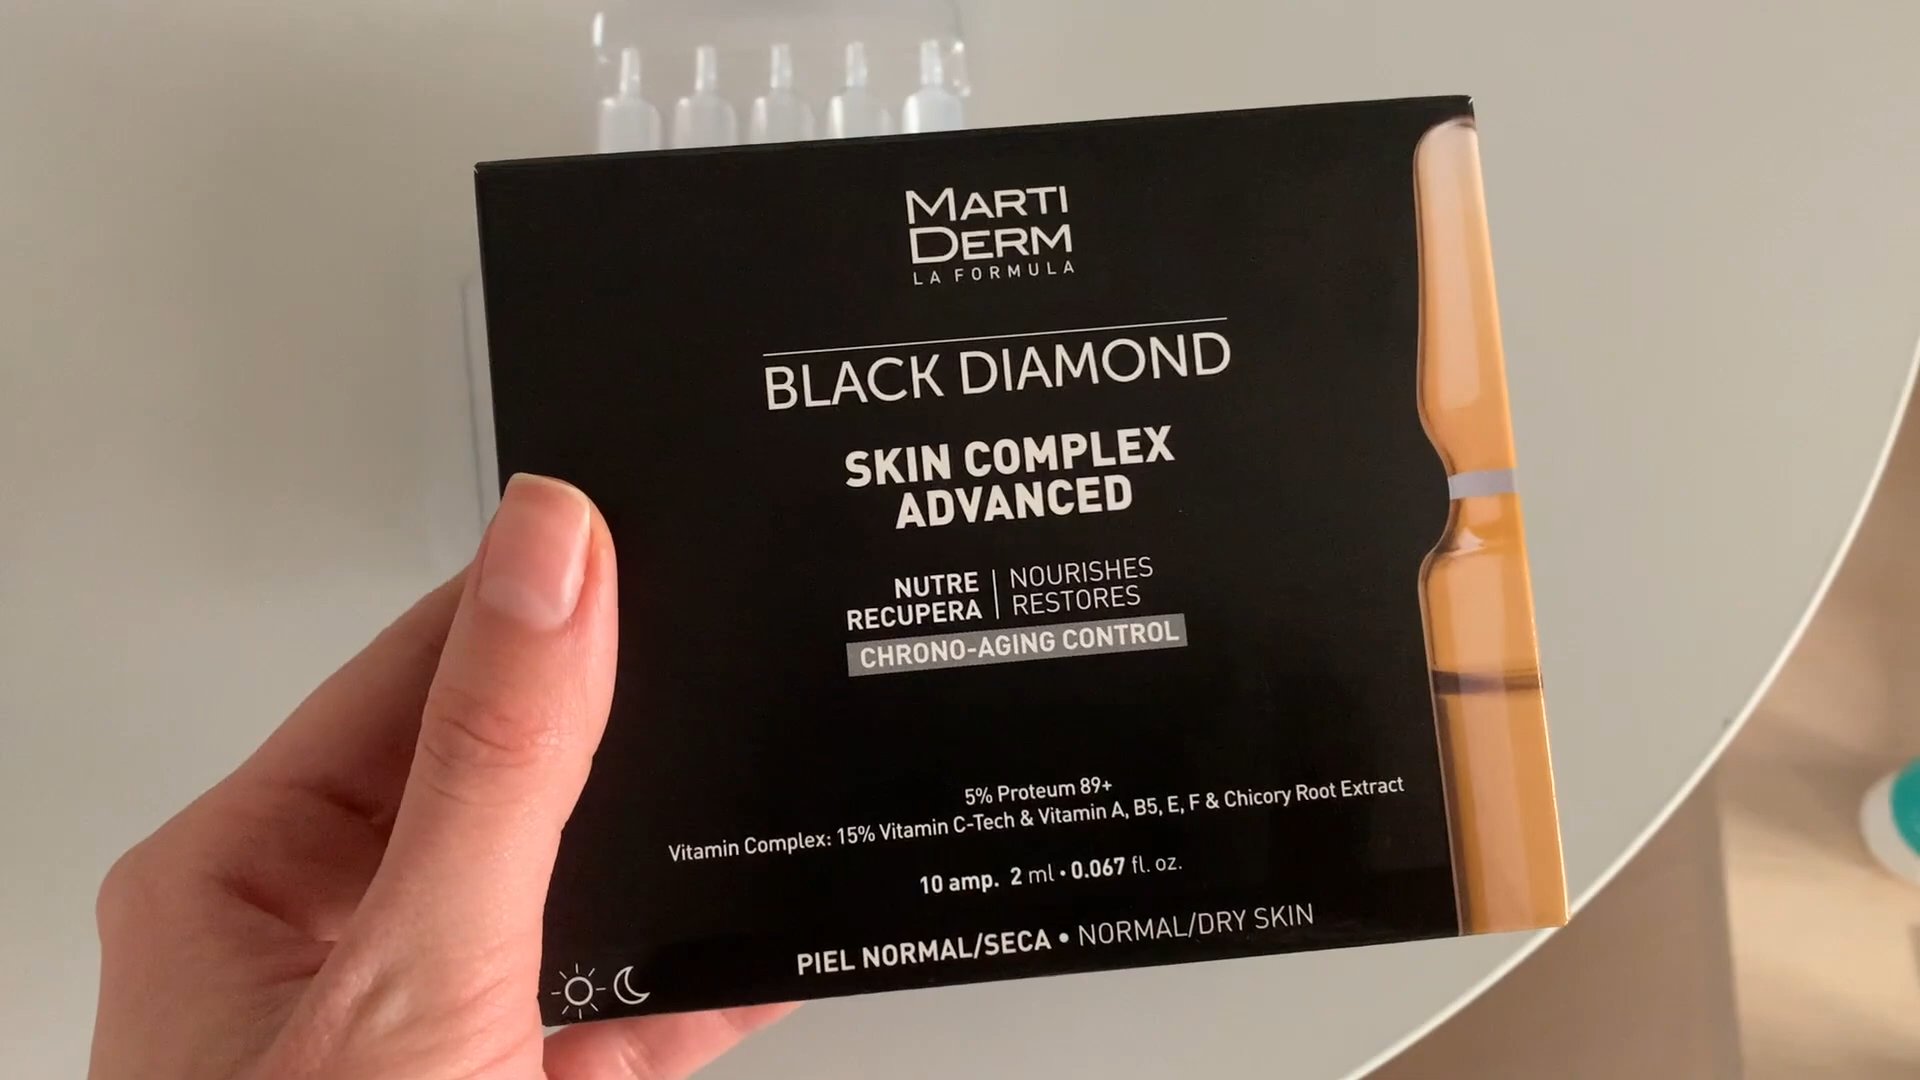 MARTI
DERM
LA FORMULA
BLACK DIAMOND
SKIN COMPLEX
ADVANCED
NUTRE
RECUPERA
NOURISHES
RESTORES
CHRONO-AGING CONTROL
5% Proteum 89+
Vitamin Complex: 15% Vitamin C-Tech & Vitamin A, B5, E, F & Chicory Root Extract
10 amp. 2 ml • 0.067 fl. oz.
PIEL NORMAL/SECA • NORMAL/DRY SKIN